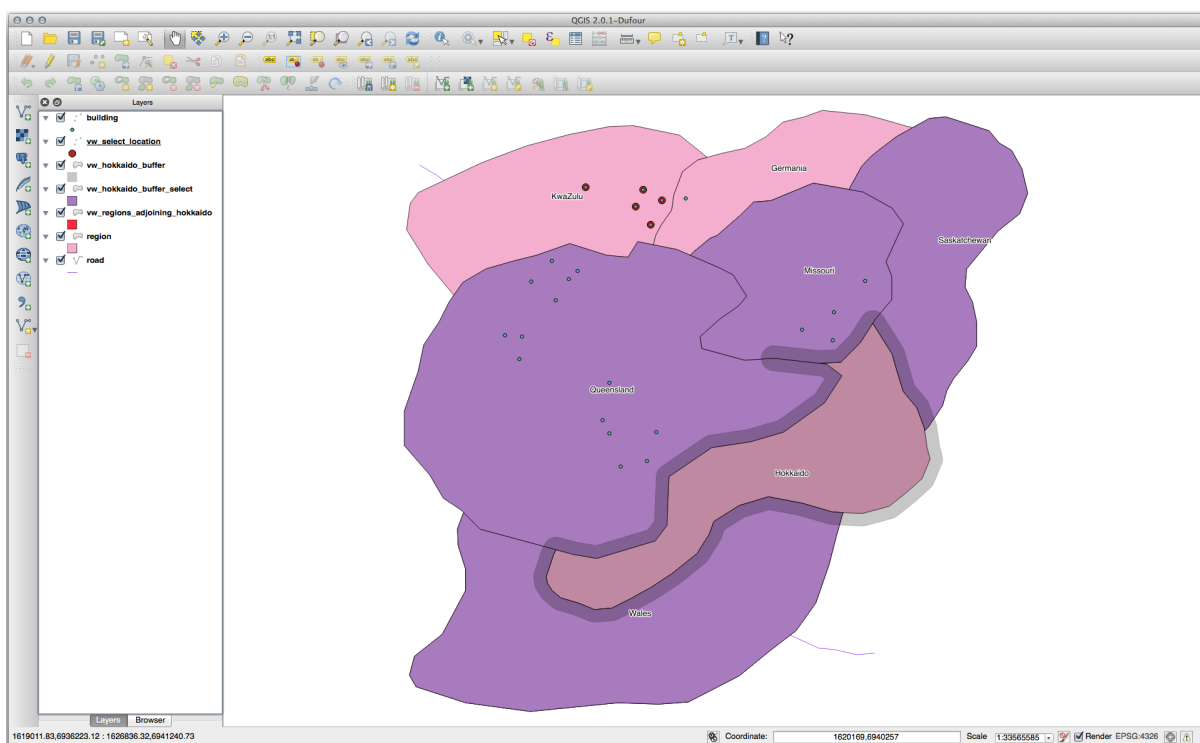 QGIS 2.0.1-Dufour
Layers
building
vw_select_location
vw_hokkaido_buffer
vw_hokkaido_buffer_select
vw_regions_adjoining_hokkaido
region
road
KwaZulu
Germania
Saskatchewan
Missouri
Queensland
Hokkaido
Wales
Layers Browser
1619011.83,6936223.12 : 1626836.32,6941240.73 Coordinate: 1620169,6940257 Scale 1:33565585 Render EPSG:4326